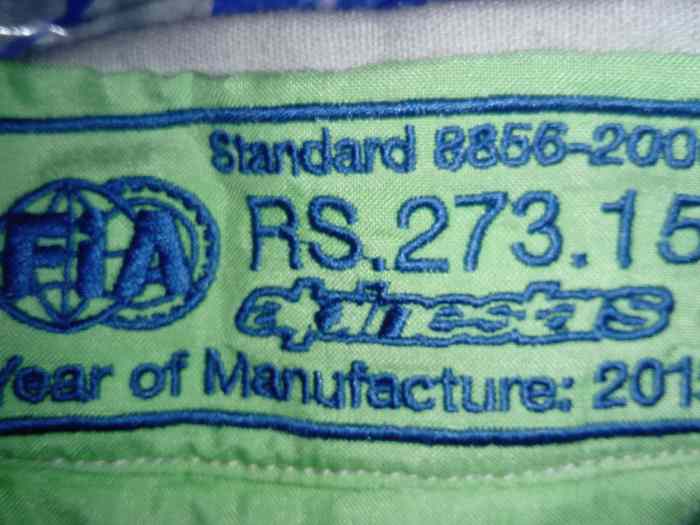 Standard 8856-200
FIA
RS.273.15
alpinestars
Year of Manufacture: 201